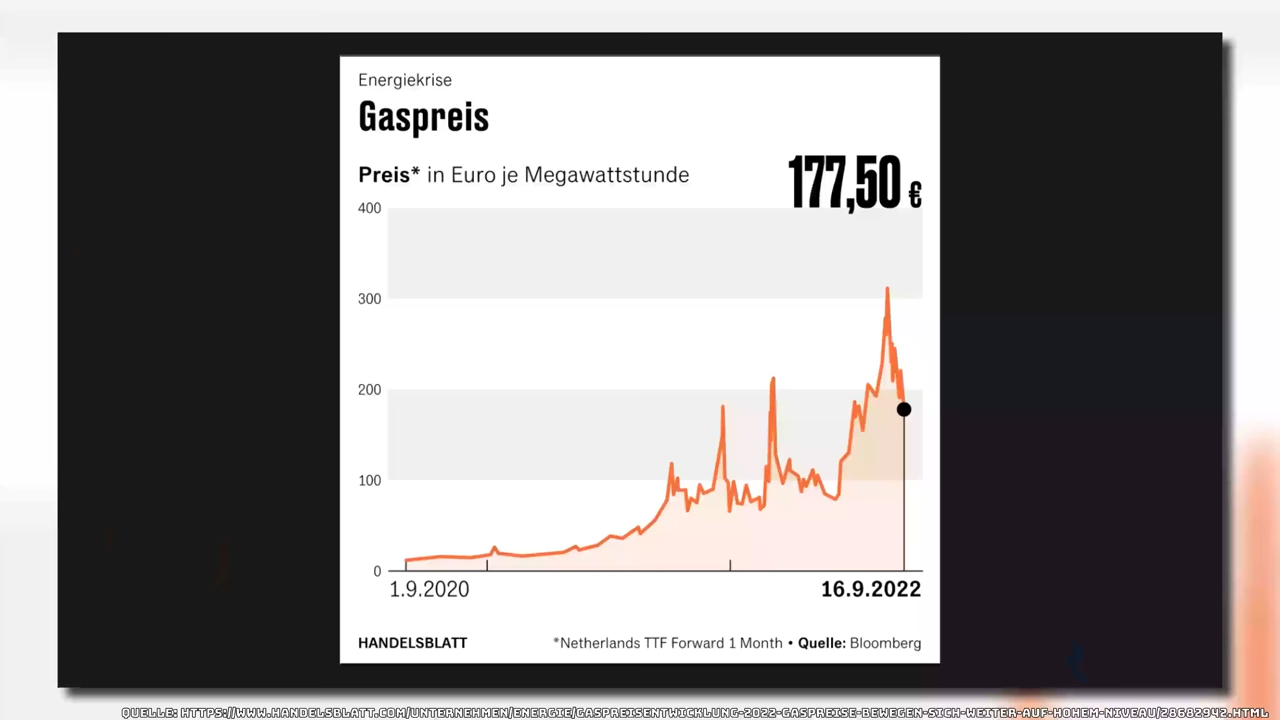 Energiekrise
Gaspreis
Preis* in Euro je Megawattstunde
177,50 €
400
300
200
100
0
1.9.2020
16.9.2022
HANDELSBLATT
*Netherlands TTF Forward 1 Month • Quelle: Bloomberg
QUELLE: HTTPS://WWW.HANDELSBLATT.COM/UNTERNEHMEN/ENERGIE/GASPREISENTWICKLUNG-2022-GASPREISE-BEWEGEN-SICH-WEITER-AUF-HOHEM-NIVEAU/28682942.HTML